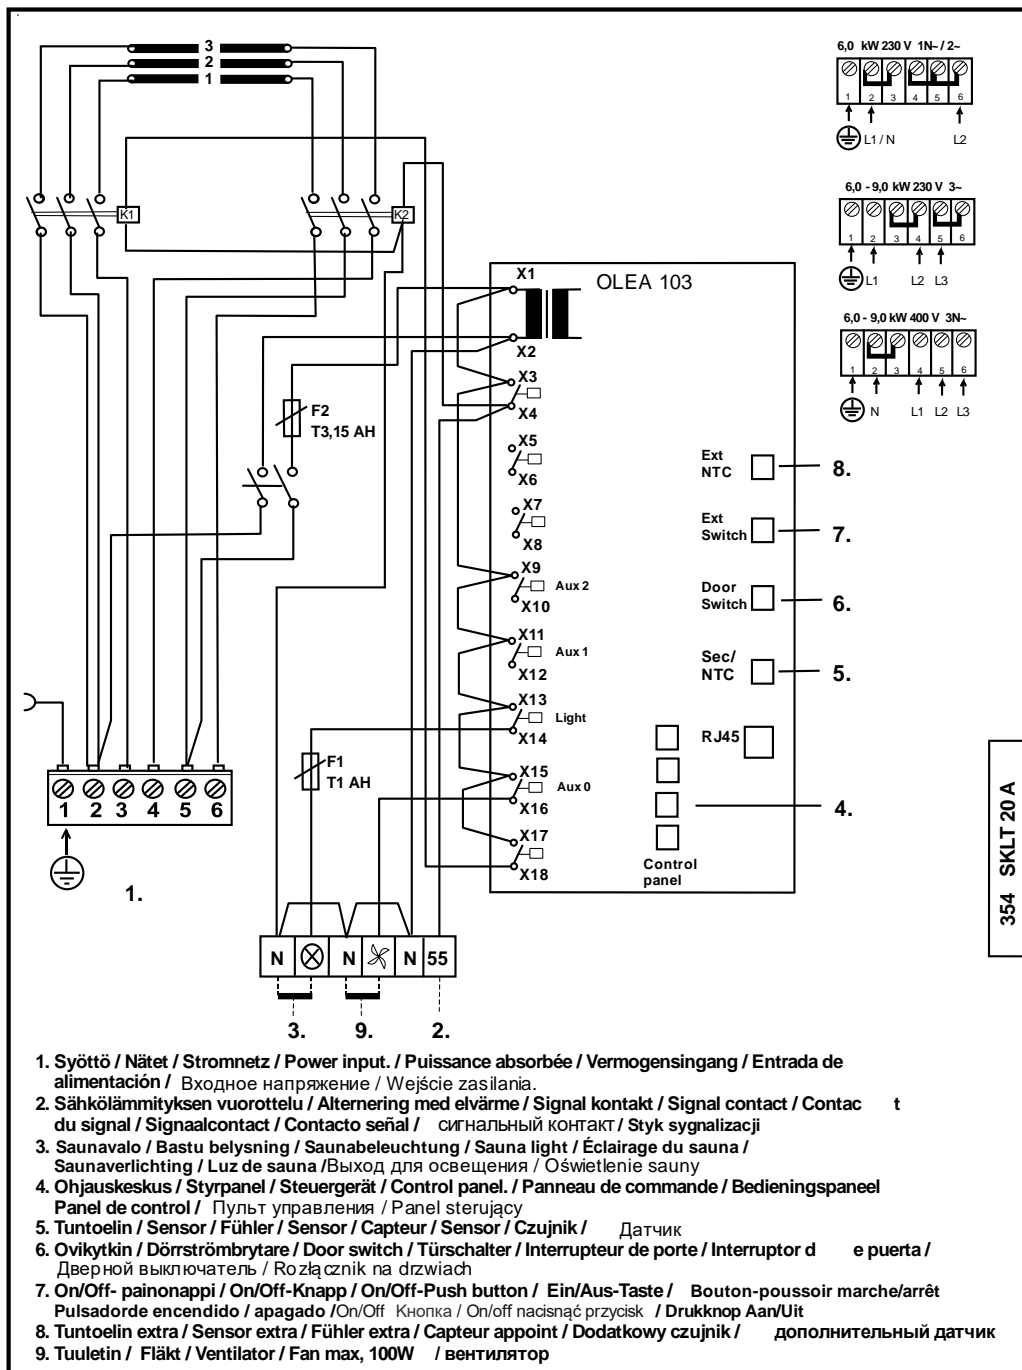 3
2
1
K1
K2
6,0 kW 230 V 1N~ / 2~
1 2 3 4 5 6
L1 / N L2
6,0 - 9,0 kW 230 V 3~
1 2 3 4 5 6
L1 L2 L3
6,0 - 9,0 kW 400 V 3N~
1 2 3 4 5 6
N L1 L2 L3
OLEA 103
X1
X2
X3
X4
X5
X6
X7
X8
X9
Aux 2
X10
X11
Aux 1
X12
X13
Light
X14
X15
Aux 0
X16
X17
X18
F2
T3,15 AH
F1
T1 AH
Ext
NTC
8.
Ext
Switch
7.
Door
Switch
6.
Sec/
NTC
5.
RJ45
4.
Control
panel
354 SKLT 20 A
1 2 3 4 5 6
1.
N N N 55
3. 9. 2.
1. Syöttö / Nätet / Stromnetz / Power input. / Puissance absorbée / Vermogensingang / Entrada de
alimentación / Входное напряжение / Wejście zasilania.
2. Sähkölämmityksen vuorottelu / Alternering med elvärme / Signal kontakt / Signal contact / Contac t
du signal / Signaalcontact / Contacto señal / сигнальный контакт / Styk sygnalizacji
3. Saunavalo / Bastu belysning / Saunabeleuchtung / Sauna light / Éclairage du sauna /
Saunaverlichting / Luz de sauna /Выход для освещения / Oświetlenie sauny
4. Ohjauskeskus / Styrpanel / Steuergerät / Control panel. / Panneau de commande / Bedieningspaneel
Panel de control / Пульт управления / Panel sterujący
5. Tuntoelin / Sensor / Fühler / Sensor / Capteur / Sensor / Czujnik / Датчик
6. Ovikytkin / Dörrströmbrytare / Door switch / Türschalter / Interrupteur de porte / Interruptor d e puerta /
Дверной выключатель / Rozłącznik na drzwiach
7. On/Off- painonappi / On/Off-Knapp / On/Off-Push button / Ein/Aus-Taste / Bouton-poussoir marche/arrêt
Pulsadorde encendido / apagado /On/Off Кнопка / On/off nacisnąć przycisk / Drukknop Aan/Uit
8. Tuntoelin extra / Sensor extra / Fühler extra / Capteur appoint / Dodatkowy czujnik / дополнительный датчик
9. Tuuletin / Fläkt / Ventilator / Fan max, 100W / вентилятор